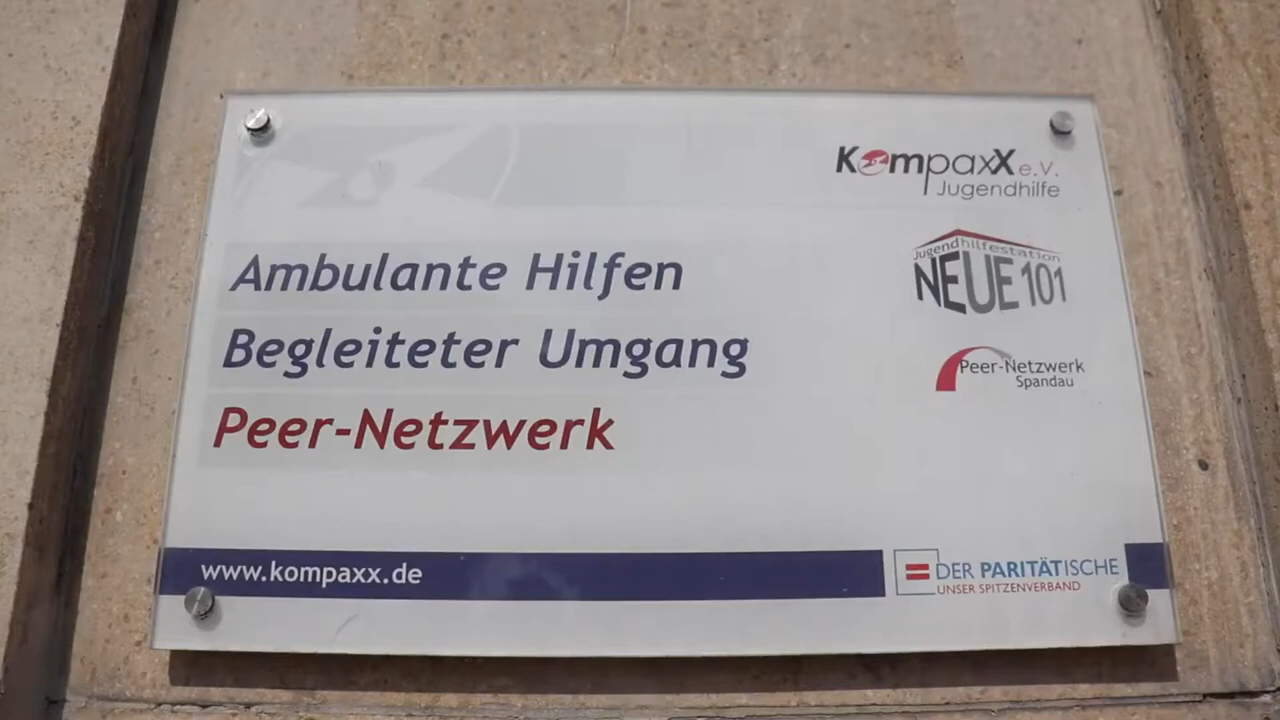 KompaxX e.V.
Jugendhilfe
Jugendhilfestation
NEUE 101
Ambulante Hilfen
Begleiteter Umgang
Peer-Netzwerk
Peer-Netzwerk
Spandau
www.kompaxx.de
DER PARITÄTISCHE
UNSER SPITZENVERBAND